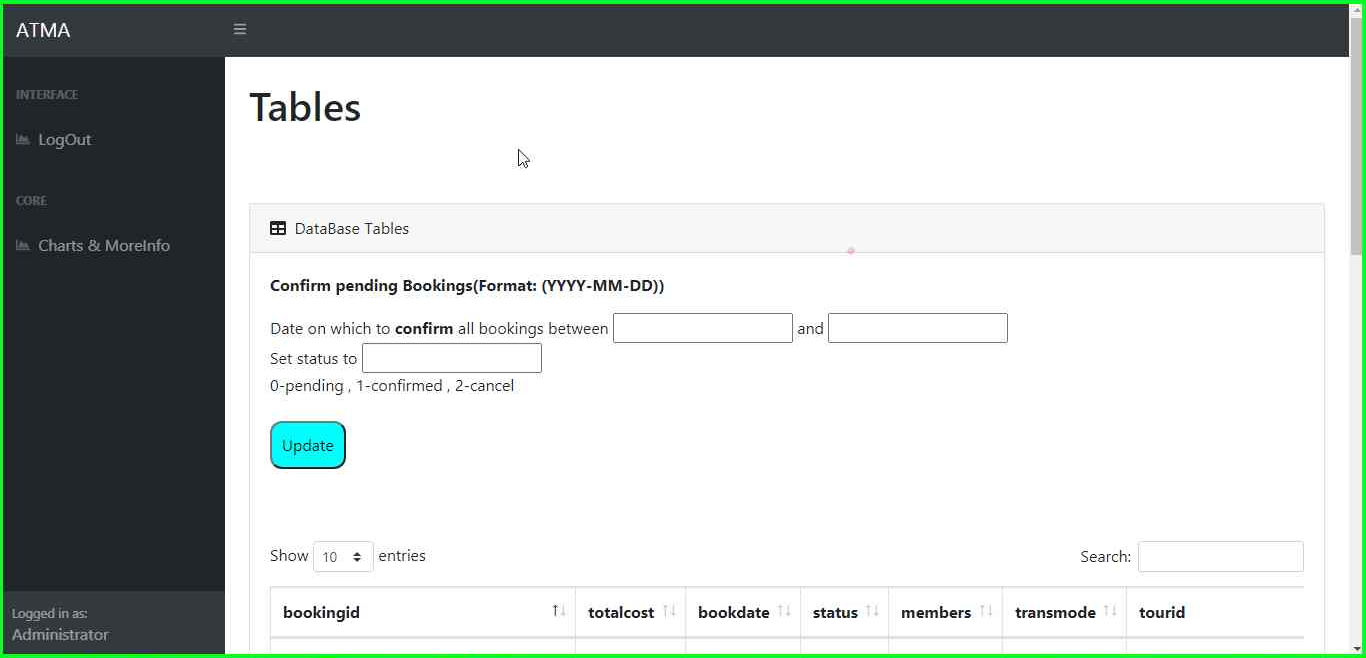 ATMA
INTERFACE
LogOut
CORE
Charts & MoreInfo
Logged in as:
Administrator
Tables
DataBase Tables
Confirm pending Bookings(Format: (YYYY-MM-DD))
Date on which to confirm all bookings between and
Set status to
0-pending , 1-confirmed , 2-cancel
Update
Show 10 entries Search:
bookingid totalcost bookdate status members transmode tourid